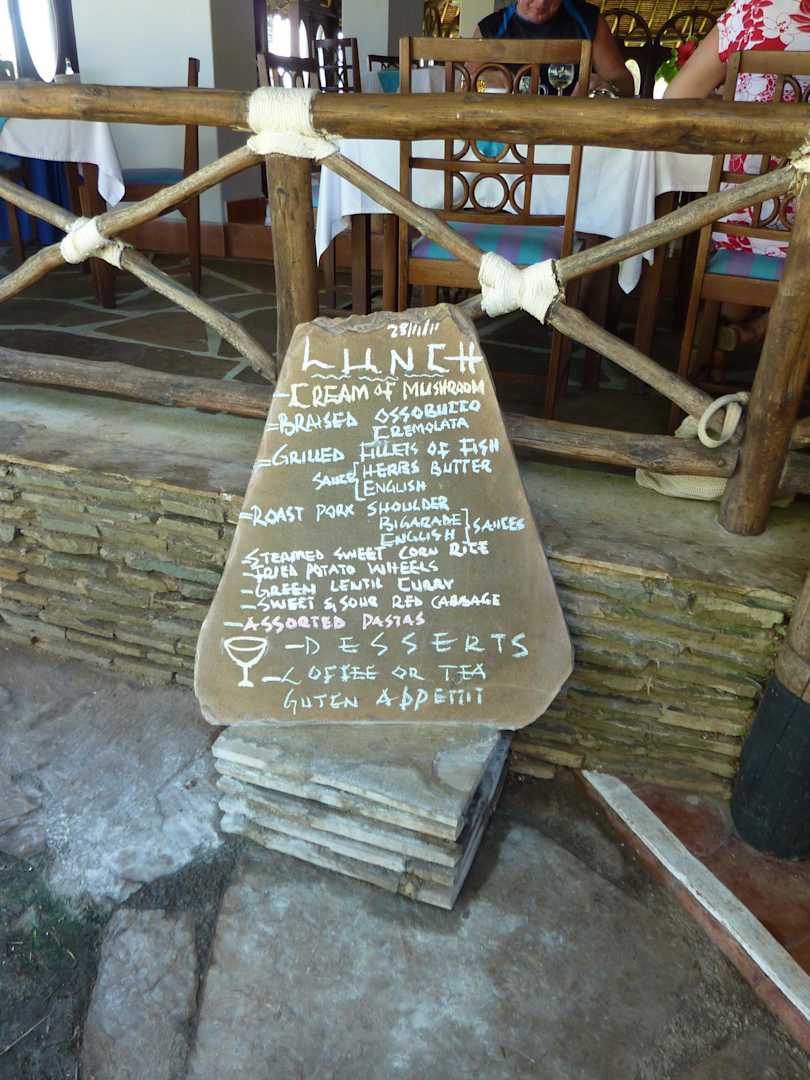 28/11/11
LUNCH
- CREAM OF MUSHROOM
- BRAISED OSSOBUCCO
CREMOLATA
- GRILLED FILLETS OF FISH
SAUCE [ HERBS BUTTER
ENGLISH
- ROAST PORK SHOULDER
BIGARADE ] SAUCES
ENGLISH
- STEAMED SWEET CORN RICE
- FRIED POTATO WHEELS
- GREEN LENTIL CURRY
- SWEET & SOUR RED CABBAGE
- ASSORTED PASTAS
- DESSERTS
- COFFEE OR TEA
GUTEN APPETIT